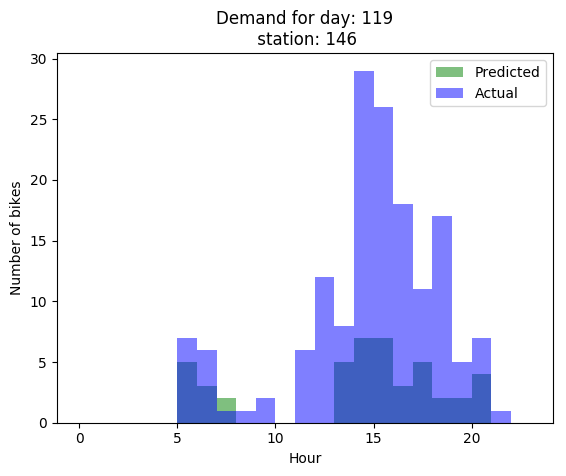 Demand for day: 119
station: 146
30
25
20
15
10
5
0
Number of bikes
Predicted
Actual
0 5 10 15 20
Hour